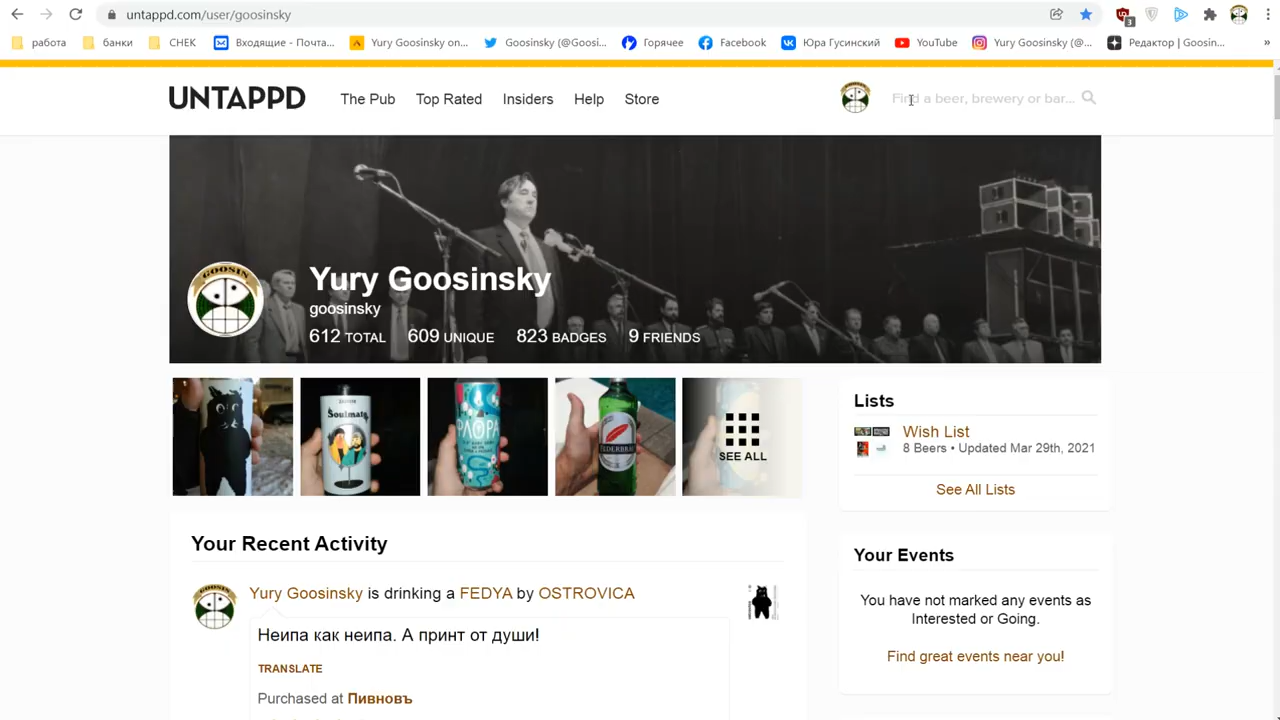 untappd.com/user/goosinsky
3
работа
банки
СНЕК
Входящие - Почта...
Yury Goosinsky on...
Goosinsky (@Goosi...
Горячее
Facebook
Юра Гусинский
YouTube
Yury Goosinsky (@...
Редактор | Goosin...
»
UNTAPPD
The Pub
Top Rated
Insiders
Help
Store
Find a beer, brewery or bar...
GOOSIN
Yury Goosinsky
goosinsky
612 TOTAL 609 UNIQUE 823 BADGES 9 FRIENDS
Soulmate
РЛОРА
SEE ALL
Lists
Wish List
8 Beers • Updated Mar 29th, 2021
See All Lists
Your Recent Activity
Yury Goosinsky is drinking a FEDYA by OSTROVICA
Неипа как неипа. А принт от души!
TRANSLATE
Purchased at Пивновъ
Your Events
You have not marked any events as
Interested or Going.
Find great events near you!